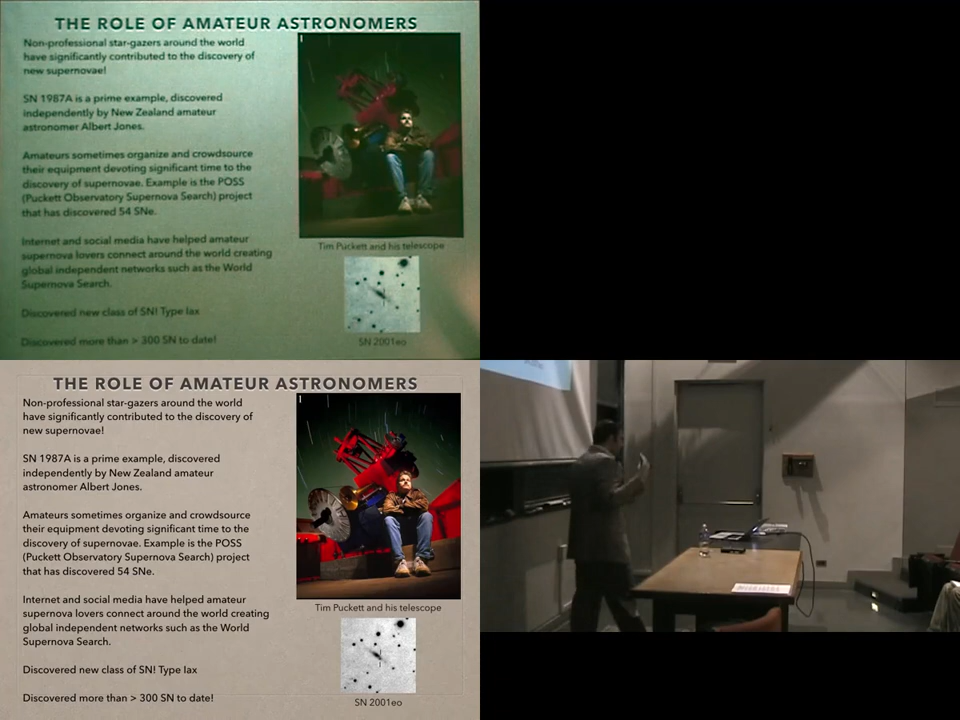 THE ROLE OF AMATEUR ASTRONOMERS
Non-professional star-gazers around the world
have significantly contributed to the discovery of
new supernovae!
SN 1987A is a prime example, discovered
independently by New Zealand amateur
astronomer Albert Jones.
Amateurs sometimes organize and crowdsource
their equipment devoting significant time to the
discovery of supernovae. Example is the POSS
(Puckett Observatory Supernova Search) project
that has discovered 54 SNe.
Internet and social media have helped amateur
supernova lovers connect around the world creating
global independent networks such as the World
Supernova Search.
Discovered new class of SN! Type Iax
Discovered more than > 300 SN to date!
Tim Puckett and his telescope
SN 2001eo
THE ROLE OF AMATEUR ASTRONOMERS
Non-professional star-gazers around the world
have significantly contributed to the discovery of
new supernovae!
SN 1987A is a prime example, discovered
independently by New Zealand amateur
astronomer Albert Jones.
Amateurs sometimes organize and crowdsource
their equipment devoting significant time to the
discovery of supernovae. Example is the POSS
(Puckett Observatory Supernova Search) project
that has discovered 54 SNe.
Internet and social media have helped amateur
supernova lovers connect around the world creating
global independent networks such as the World
Supernova Search.
Discovered new class of SN! Type Iax
Discovered more than > 300 SN to date!
Tim Puckett and his telescope
SN 2001eo